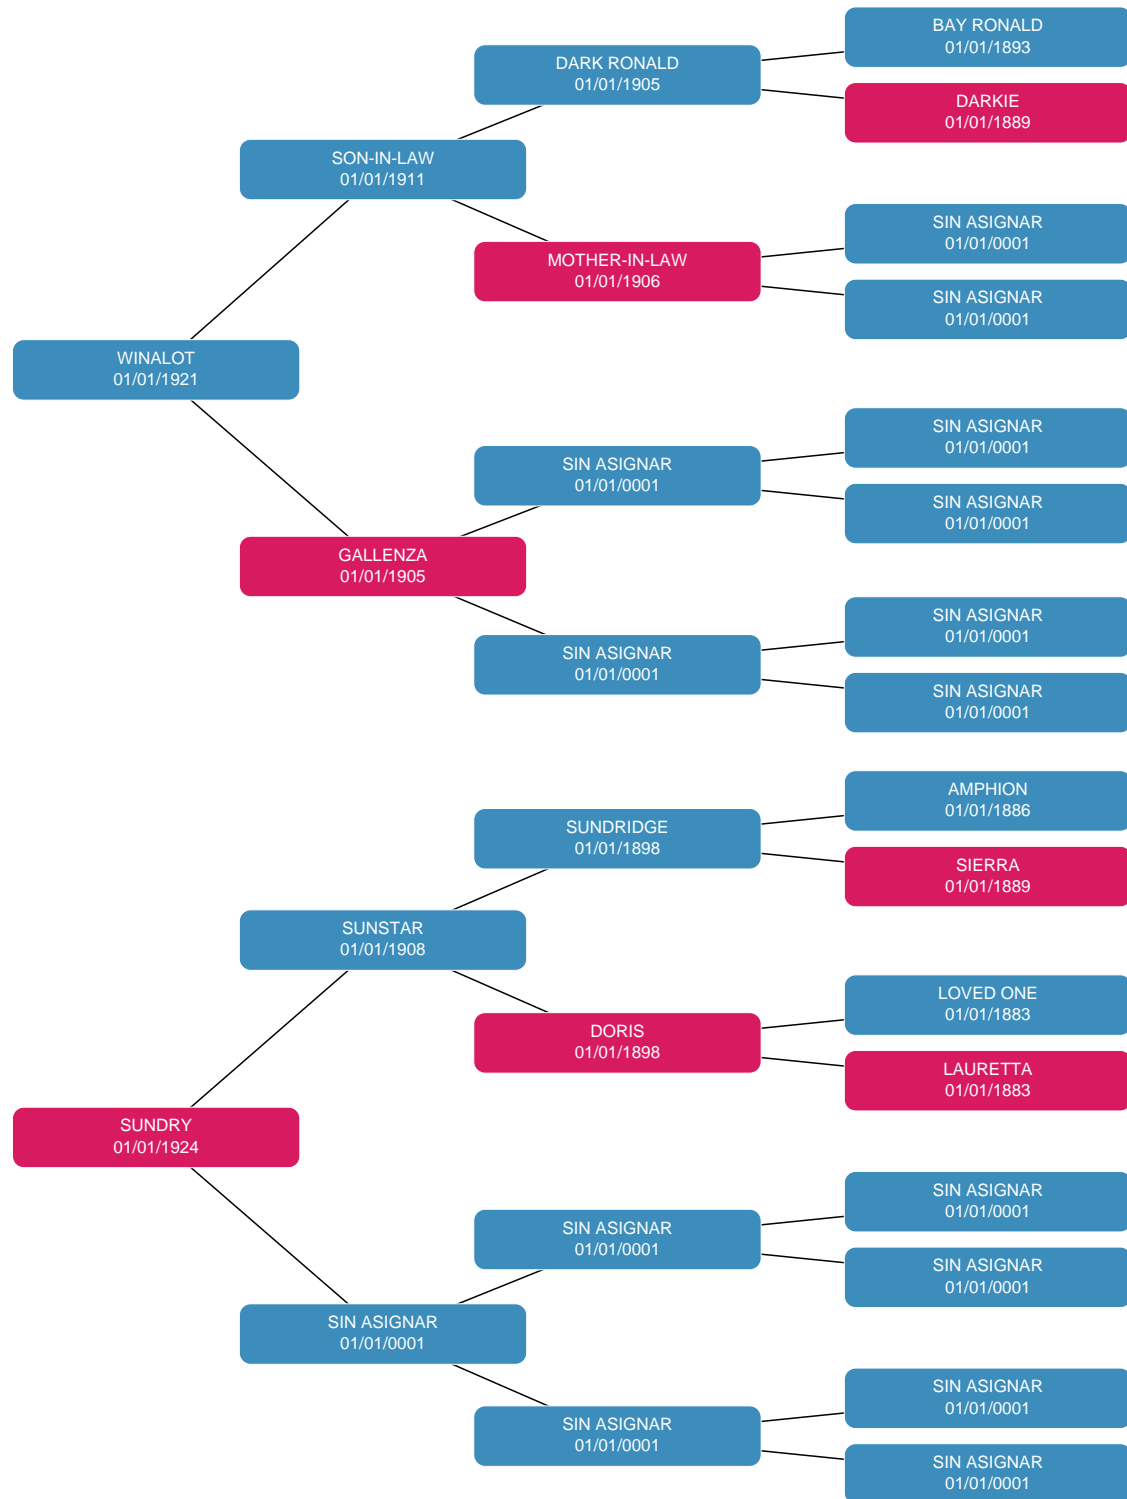 BAY RONALD
01/01/1893
DARK RONALD
01/01/1905
DARKIE
01/01/1889
SON-IN-LAW
01/01/1911
SIN ASIGNAR
01/01/0001
MOTHER-IN-LAW
01/01/1906
SIN ASIGNAR
01/01/0001
WINALOT
01/01/1921
SIN ASIGNAR
01/01/0001
SIN ASIGNAR
01/01/0001
SIN ASIGNAR
01/01/0001
GALLENZA
01/01/1905
SIN ASIGNAR
01/01/0001
SIN ASIGNAR
01/01/0001
SIN ASIGNAR
01/01/0001
AMPHION
01/01/1886
SUNDRIDGE
01/01/1898
SIERRA
01/01/1889
SUNSTAR
01/01/1908
LOVED ONE
01/01/1883
DORIS
01/01/1898
LAURETTA
01/01/1883
SUNDRY
01/01/1924
SIN ASIGNAR
01/01/0001
SIN ASIGNAR
01/01/0001
SIN ASIGNAR
01/01/0001
SIN ASIGNAR
01/01/0001
SIN ASIGNAR
01/01/0001
SIN ASIGNAR
01/01/0001
SIN ASIGNAR
01/01/0001